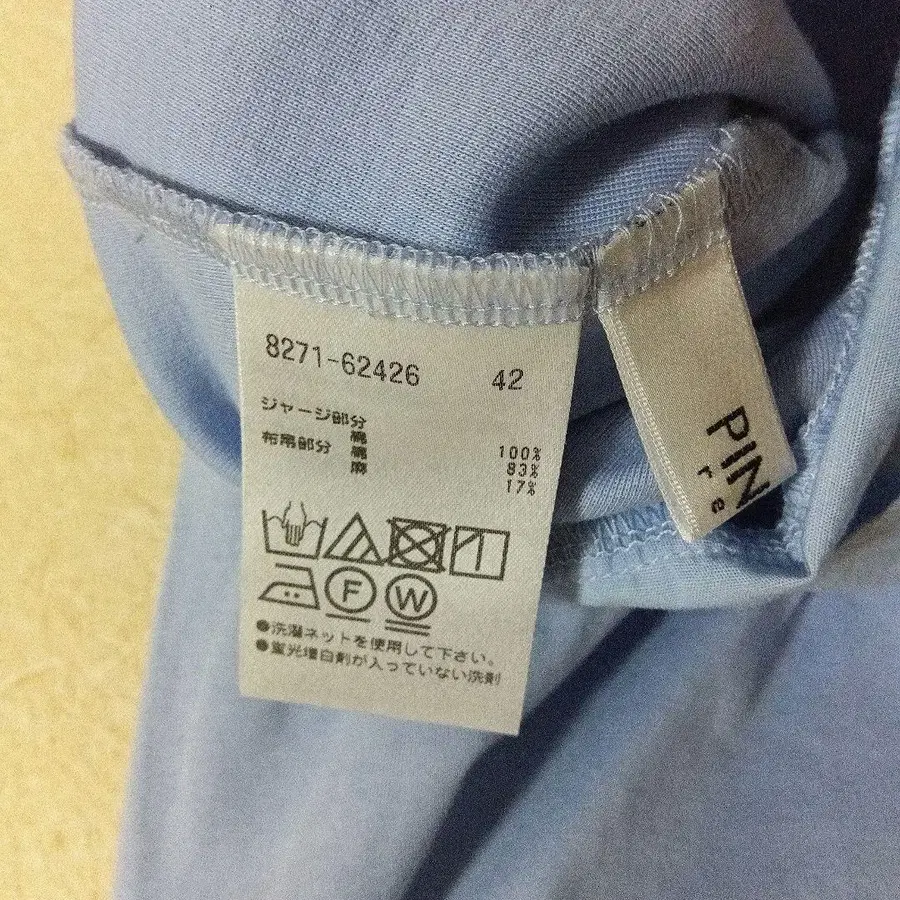 8271-62426 42
ジャージ部分
綿 100%
布帛部分 綿 83%
麻 17%
F W
●洗濯ネットを使用して下さい。
●蛍光増白剤が入っていない洗剤
PIN
re